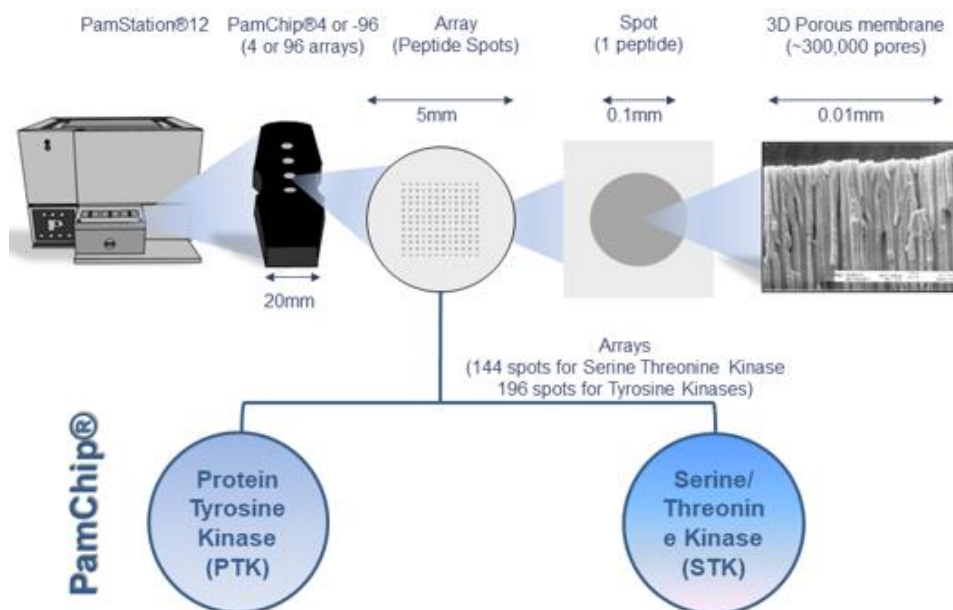 PamStation®12
PamChip®4 or -96
(4 or 96 arrays)
Array
(Peptide Spots)
Spot
(1 peptide)
3D Porous membrane
(~300,000 pores)
5mm
0.1mm
0.01mm
P
20mm
Arrays
(144 spots for Serine Threonine Kinase
196 spots for Tyrosine Kinases)
PamChip®
Protein
Tyrosine
Kinase
(PTK)
Serine/
Threonin
e Kinase
(STK)